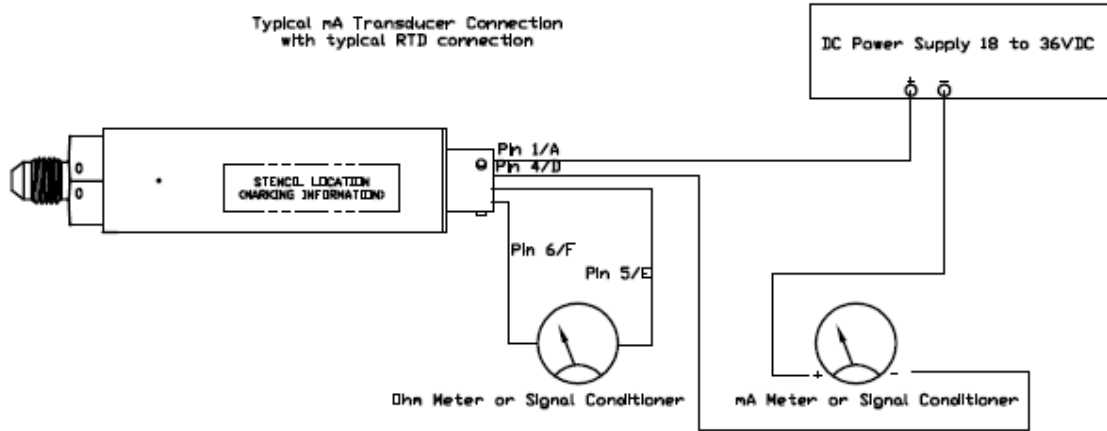 Typical mA Transducer Connection
with typical RTD connection
DC Power Supply 18 to 36VDC
+ -
Pin 1/A
Pin 4/D
STENCIL LOCATION
(MARKING INFORMATION)
Pin 6/F
Pin 5/E
+ -
Ohm Meter or Signal Conditioner
mA Meter or Signal Conditioner